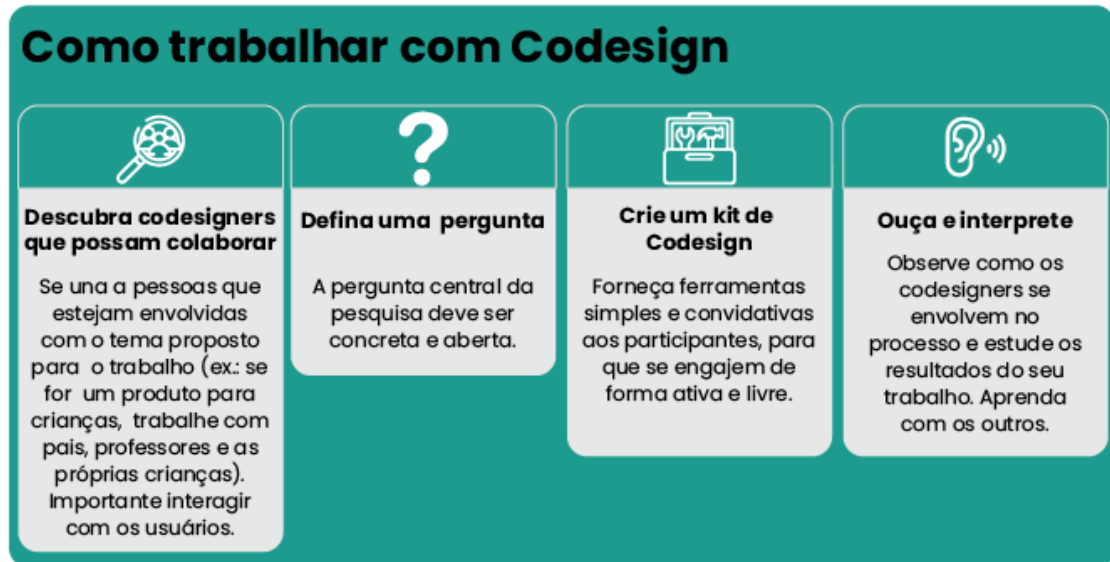 Como trabalhar com Codesign
Descubra codesigners
que possam colaborar
Se una a pessoas que
estejam envolvidas
com o tema proposto
para o trabalho (ex.: se
for um produto para
crianças, trabalhe com
pais, professores e as
próprias crianças).
Importante interagir
com os usuários.
Defina uma pergunta
A pergunta central da
pesquisa deve ser
concreta e aberta.
Crie um kit de
Codesign
Forneça ferramentas
simples e convidativas
aos participantes, para
que se engajem de
forma ativa e livre.
Ouça e interprete
Observe como os
codesigners se
envolvem no
processo e estude os
resultados do seu
trabalho. Aprenda
com os outros.